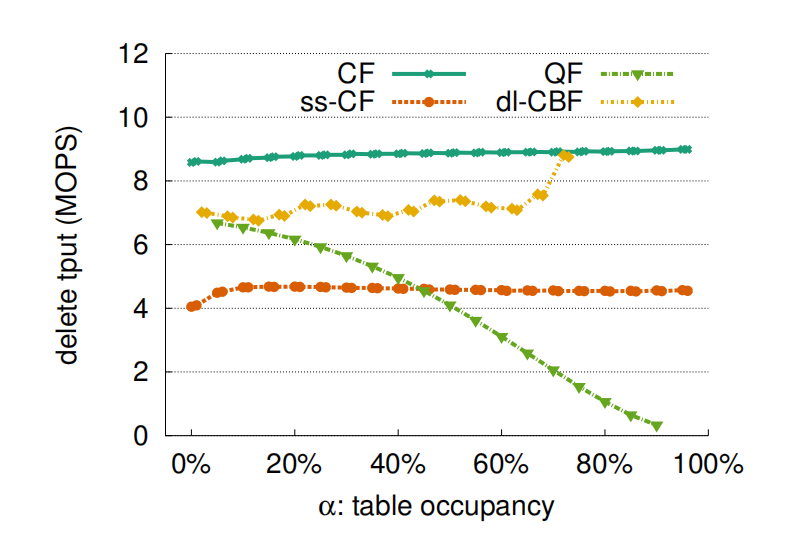 12
10
8
6
4
2
0
delete tput (MOPS)
CF
QF
ss-CF
dl-CBF
0% 20% 40% 60% 80% 100%
α: table occupancy